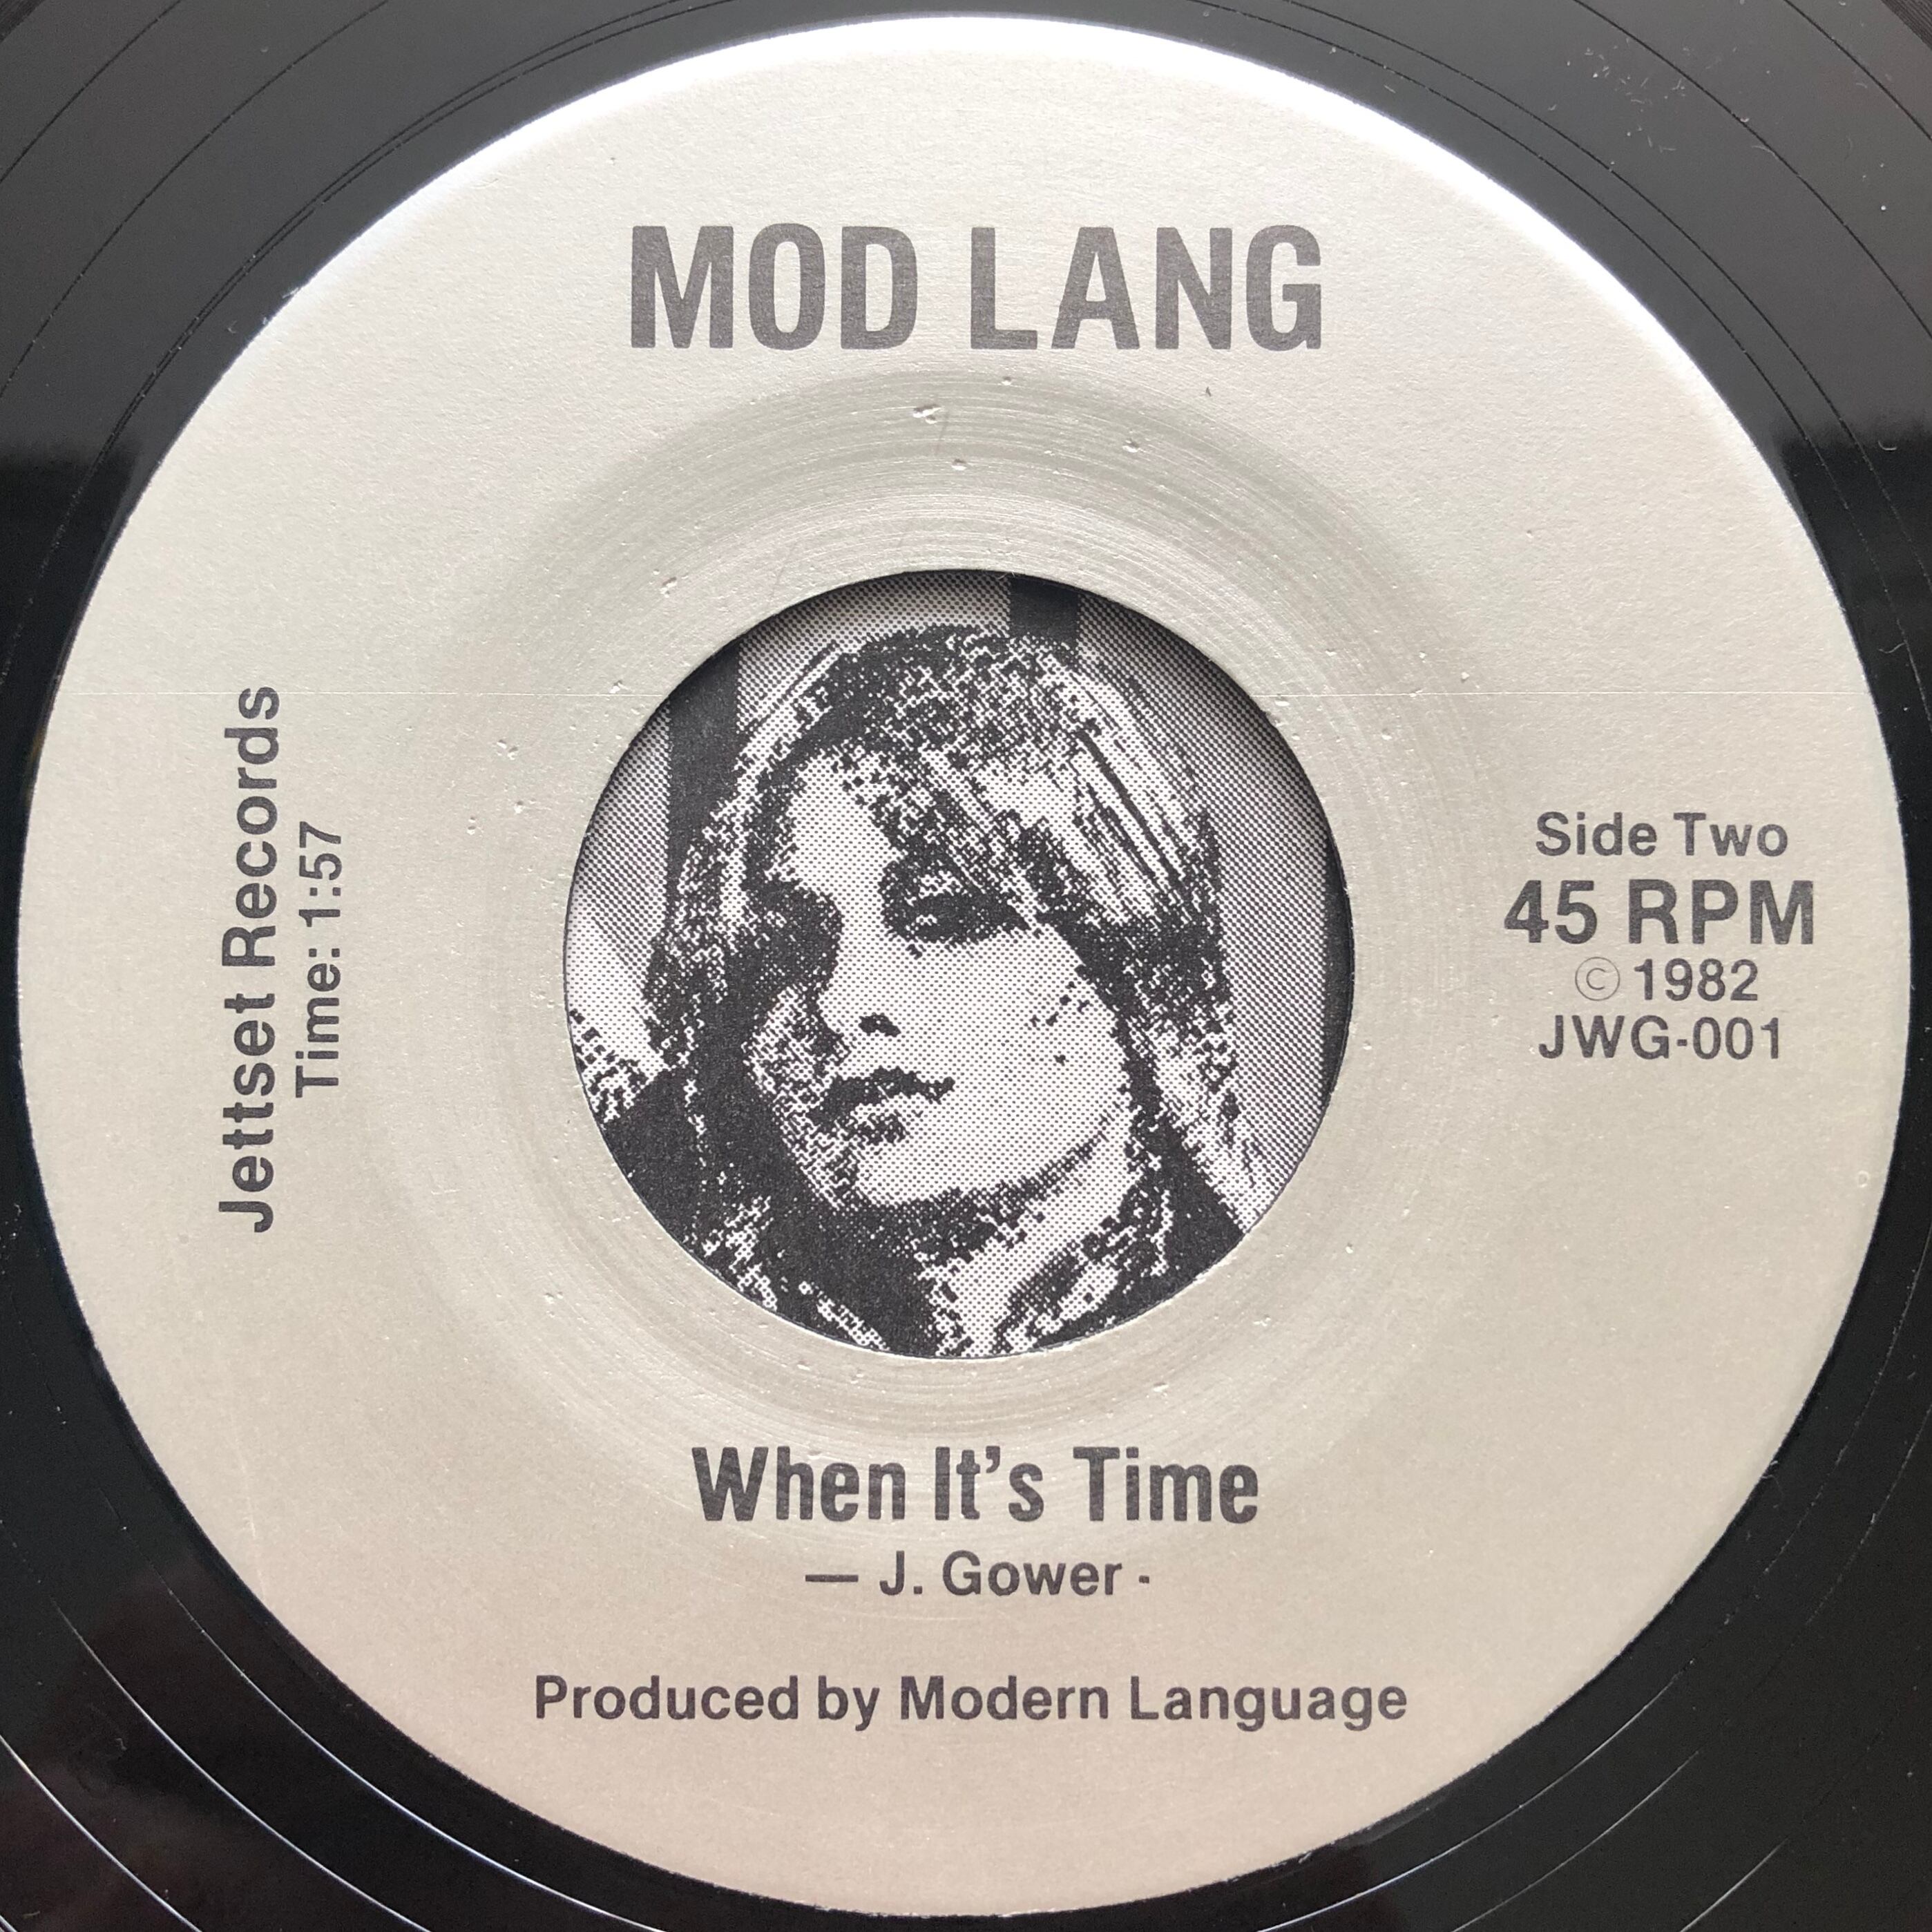 MOD LANG
Jettset Records
Time: 1:57
Side Two
45 RPM
© 1982
JWG-001
When It's Time
— J. Gower -
Produced by Modern Language